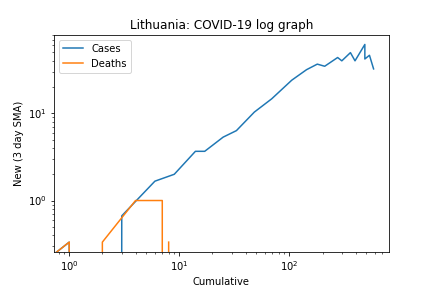 Lithuania: COVID-19 log graph
Cases
Deaths
New (3 day SMA)
10¹
10⁰
10⁰ 10¹ 10²
Cumulative